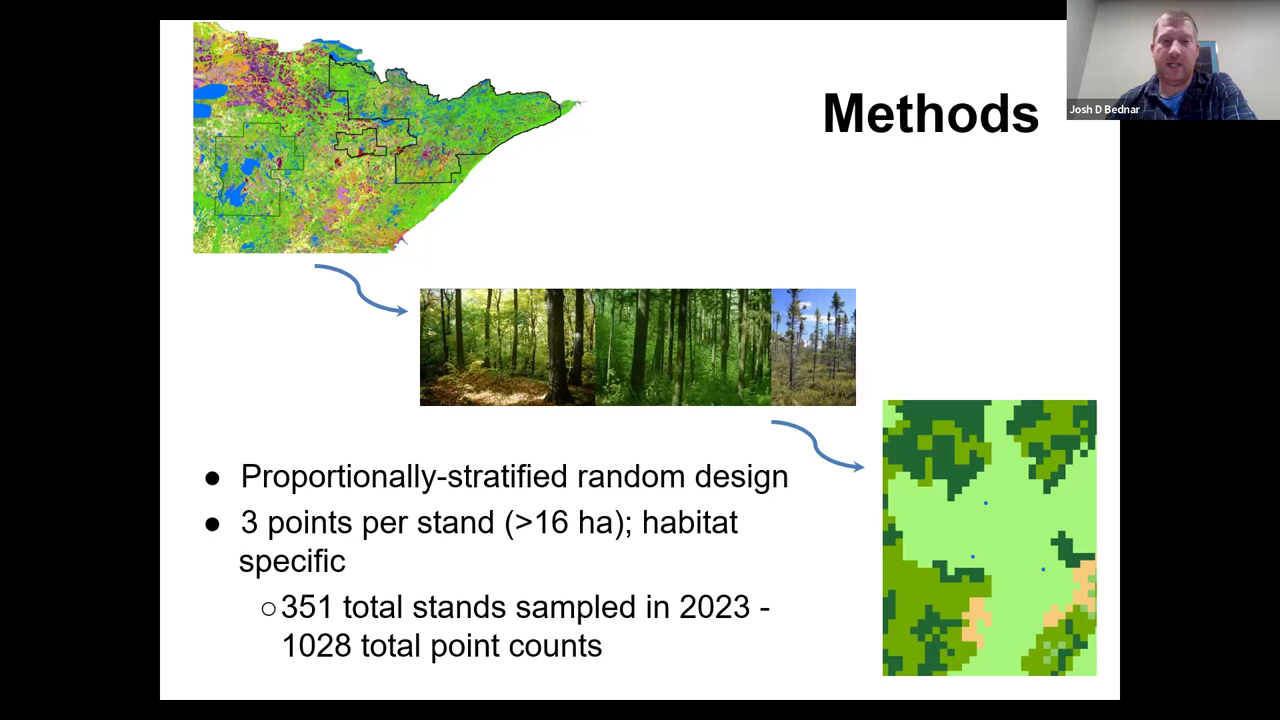 Methods
Josh D Bednar
● Proportionally-stratified random design
● 3 points per stand (>16 ha); habitat
specific
○351 total stands sampled in 2023 -
1028 total point counts